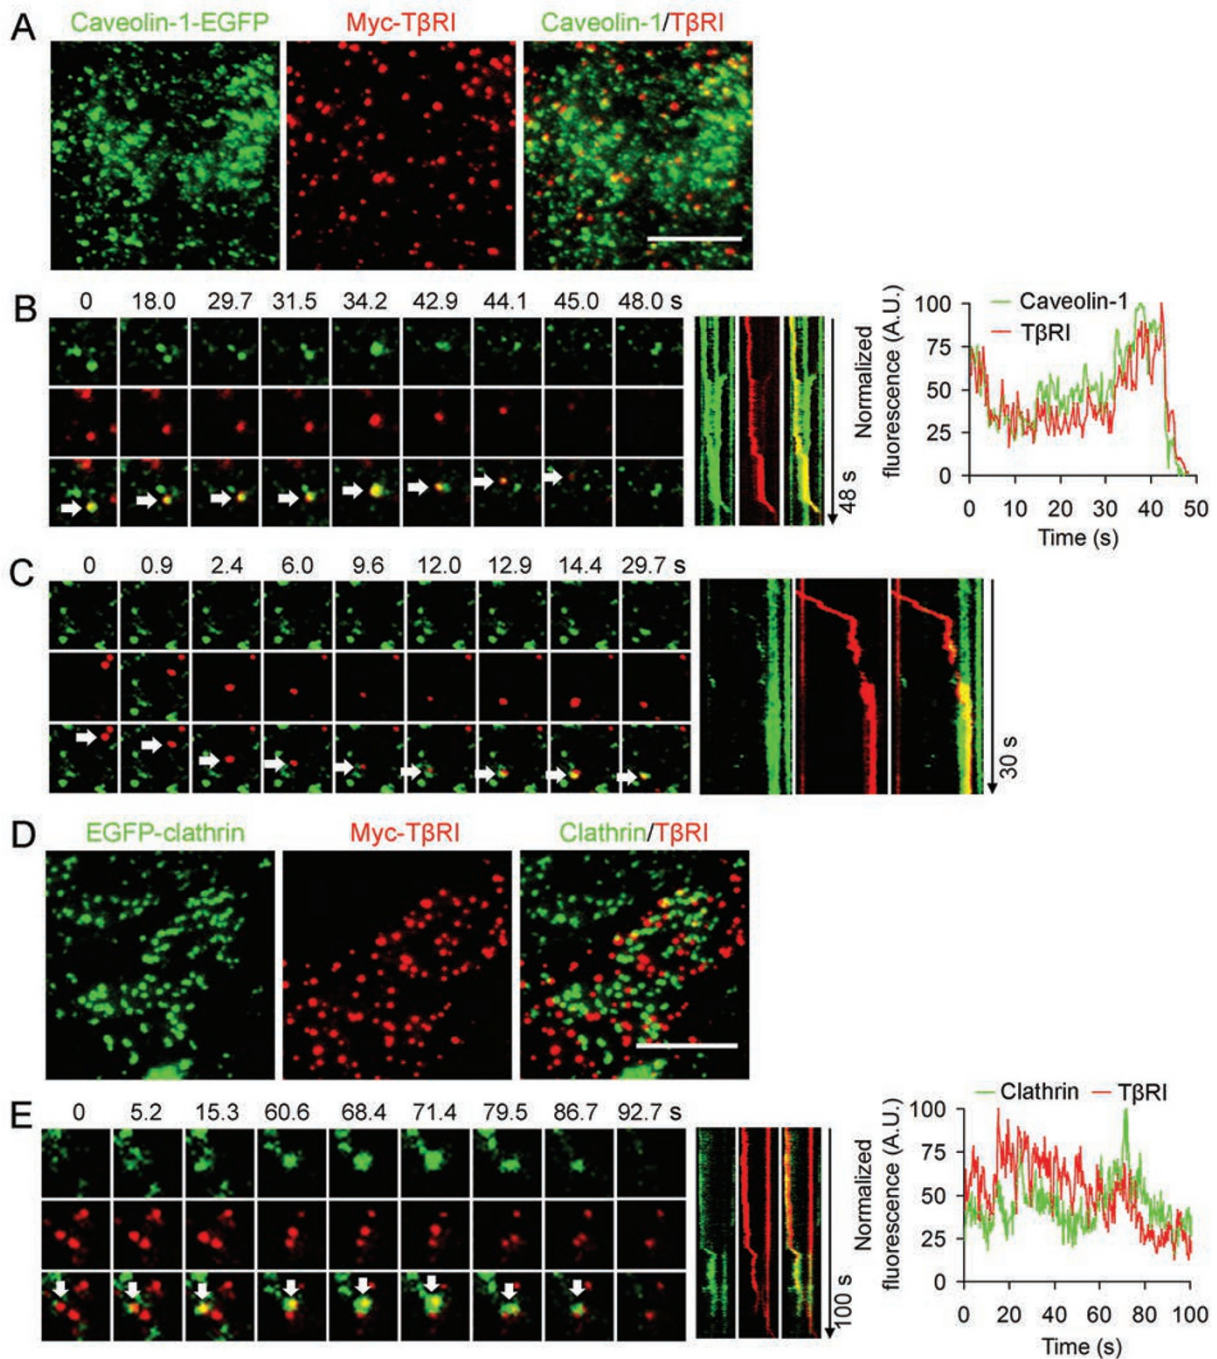 A
Caveolin-1-EGFP
Myc-TβRI
Caveolin-1/TβRI
B
0 18.0 29.7 31.5 34.2 42.9 44.1 45.0 48.0 s
48 s
Normalized
fluorescence (A.U.)
Caveolin-1
TβRI
100
75
50
25
0
0 10 20 30 40 50
Time (s)
C
0 0.9 2.4 6.0 9.6 12.0 12.9 14.4 29.7 s
30 s
D
EGFP-clathrin
Myc-TβRI
Clathrin/TβRI
E
0 5.2 15.3 60.6 68.4 71.4 79.5 86.7 92.7 s
100 s
Normalized
fluorescence (A.U.)
Clathrin TβRI
100
75
50
25
0
0 20 40 60 80 100
Time (s)